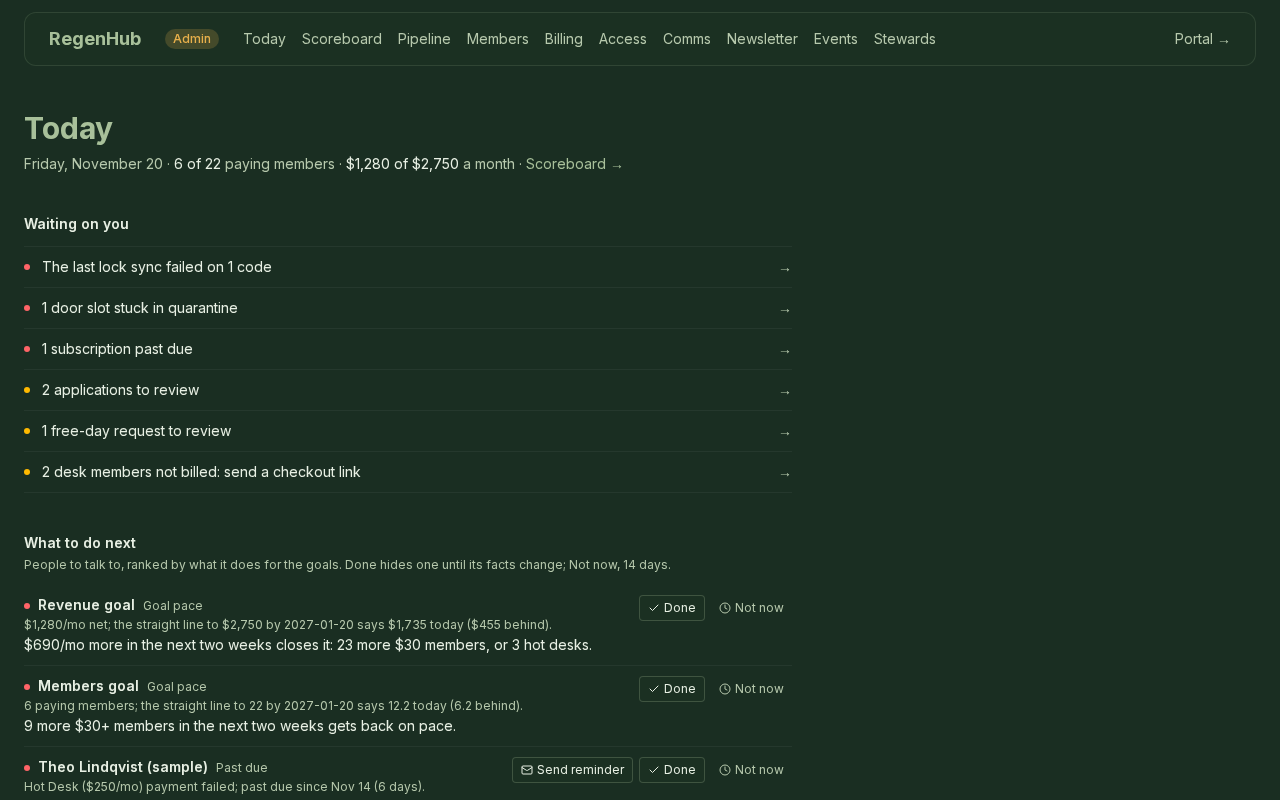 RegenHub Admin Today Scoreboard Pipeline Members Billing Access Comms Newsletter Events Stewards Portal →
Today
Friday, November 20 · 6 of 22 paying members · $1,280 of $2,750 a month · Scoreboard →
Waiting on you
The last lock sync failed on 1 code →
1 door slot stuck in quarantine →
1 subscription past due →
2 applications to review →
1 free-day request to review →
2 desk members not billed: send a checkout link →
What to do next
People to talk to, ranked by what it does for the goals. Done hides one until its facts change; Not now, 14 days.
Revenue goal Goal pace Done Not now
$1,280/mo net; the straight line to $2,750 by 2027-01-20 says $1,735 today ($455 behind).
$690/mo more in the next two weeks closes it: 23 more $30 members, or 3 hot desks.
Members goal Goal pace Done Not now
6 paying members; the straight line to 22 by 2027-01-20 says 12.2 today (6.2 behind).
9 more $30+ members in the next two weeks gets back on pace.
Theo Lindqvist (sample) Past due Send reminder Done Not now
Hot Desk ($250/mo) payment failed; past due since Nov 14 (6 days).